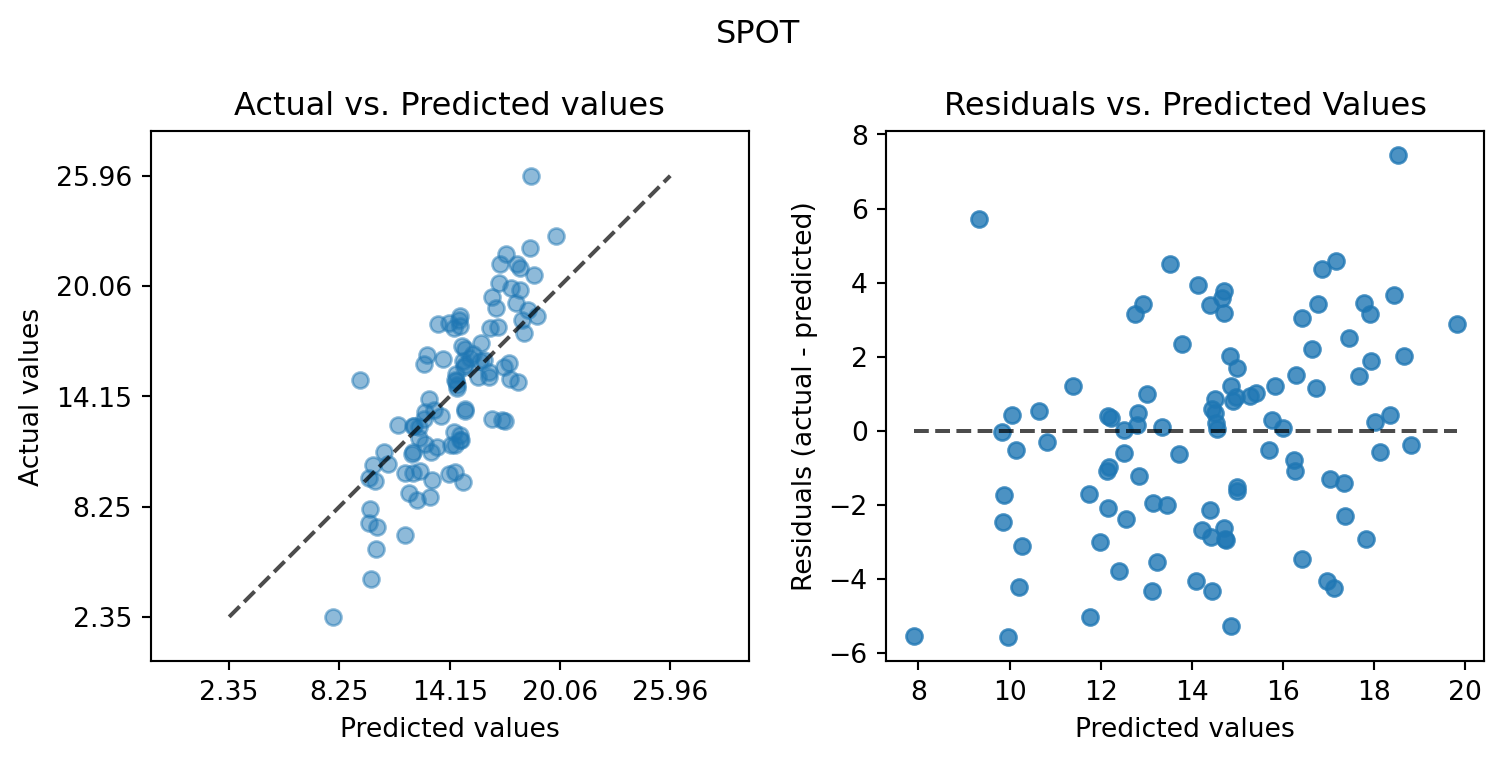 SPOT
Actual vs. Predicted values
Actual values
25.96
20.06
14.15
8.25
2.35
2.35 8.25 14.15 20.06 25.96
Predicted values
Residuals vs. Predicted Values
Residuals (actual - predicted)
8
6
4
2
0
−2
−4
−6
8 10 12 14 16 18 20
Predicted values